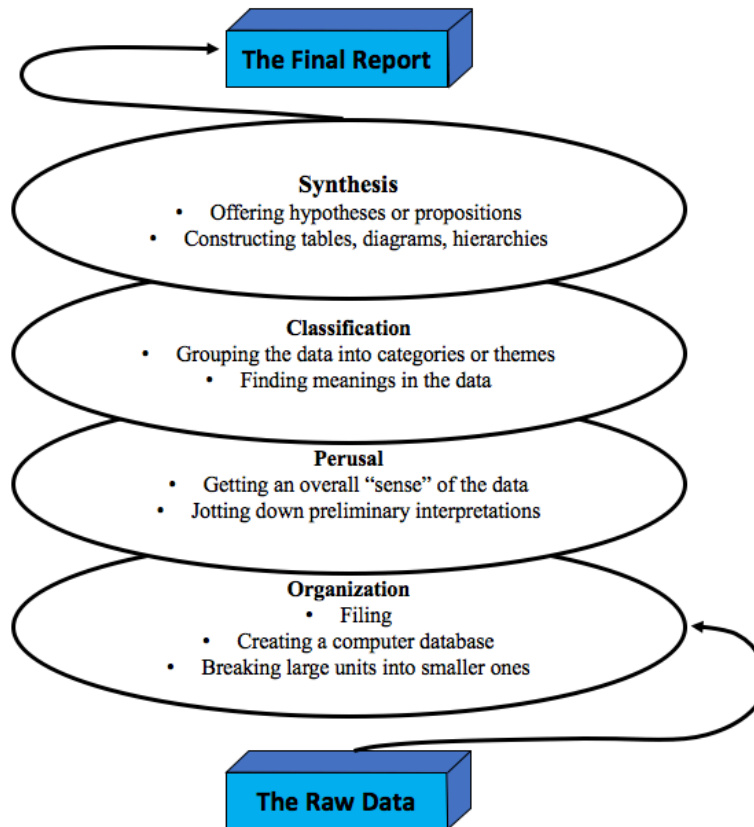 The Final Report
Synthesis
• Offering hypotheses or propositions
• Constructing tables, diagrams, hierarchies
Classification
• Grouping the data into categories or themes
• Finding meanings in the data
Perusal
• Getting an overall “sense” of the data
• Jotting down preliminary interpretations
Organization
• Filing
• Creating a computer database
• Breaking large units into smaller ones
The Raw Data